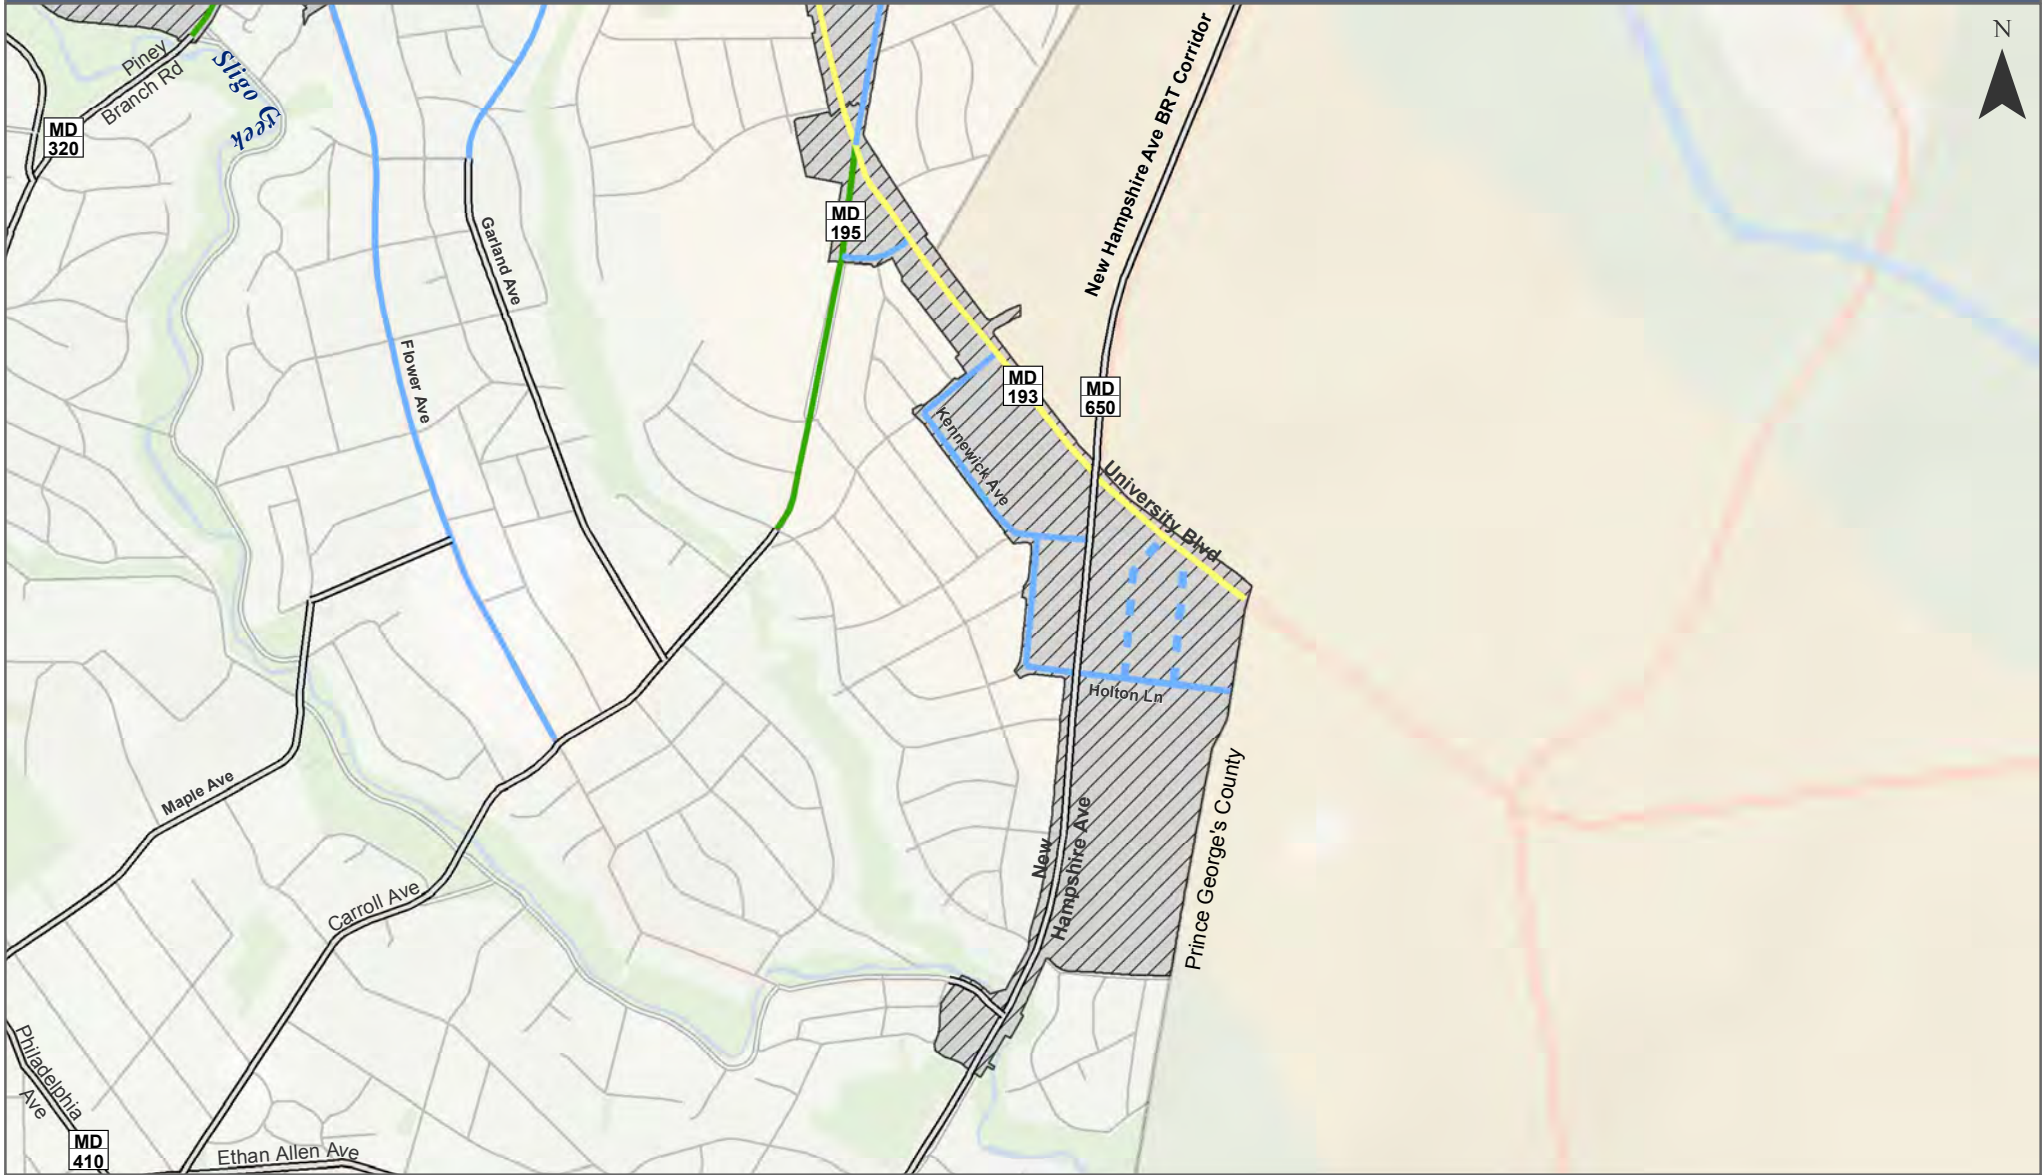 N
Piney
Branch Rd
Sligo Creek
MD
320
New Hampshire Ave BRT Corridor
MD
195
Garland Ave
Flower Ave
MD
193
MD
650
Kennewick Ave
University Blvd
Holton Ln
Maple Ave
Carroll Ave
New
Hampshire Ave
Prince George's County
Philadelphia
Ave
MD
410
Ethan Allen Ave